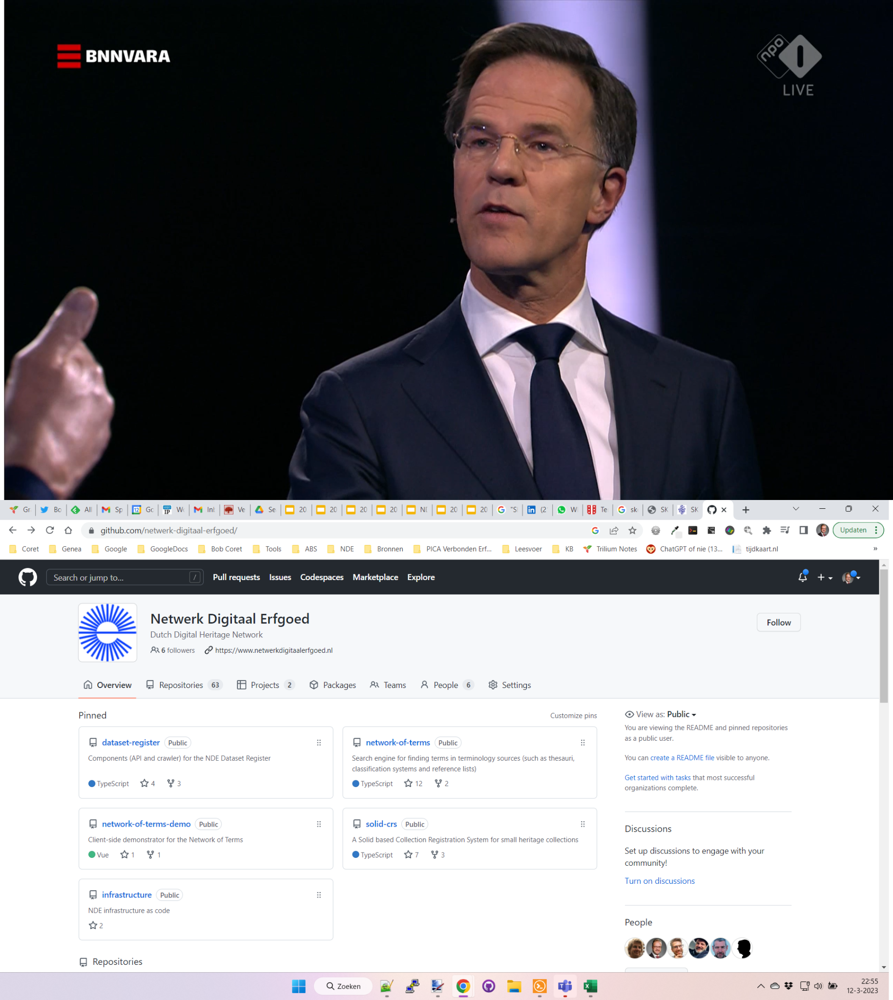 BNNVARA
npo
LIVE
Gr Bo All Sp 12 Gc Wo Inb Ve Se 20 20 20 20 NI 20 20 "S (2 W Te sk SK SK
github.com/netwerk-digitaal-erfgoed/
Updaten
Coret Genea Google GoogleDocs Bob Coret Tools ABS NDE Bronnen PICA Verbonden Erf... Leesvoer KB Trilium Notes ChatGPT of nie (13... tijdkaart.nl »
Search or jump to... / Pull requests Issues Codespaces Marketplace Explore
Netwerk Digitaal Erfgoed
Follow
Dutch Digital Heritage Network
6 followers https://www.netwerkdigitaalerfgoed.nl
Overview Repositories 63 Projects 2 Packages Teams People 6 Settings
Pinned
Customize pins
dataset-register Public
Components (API and crawler) for the NDE Dataset Register
TypeScript 4 3
network-of-terms Public
Search engine for finding terms in terminology sources (such as thesauri,
classification systems and reference lists)
TypeScript 12 2
network-of-terms-demo Public
Client-side demonstrator for the Network of Terms
Vue 1 1
solid-crs Public
A Solid based Collection Registration System for small heritage collections
TypeScript 7 3
infrastructure Public
NDE infrastructure as code
2
Repositories
View as: Public
You are viewing the README and pinned repositories
as a public user.
You can create a README file visible to anyone.
Get started with tasks that most successful
organizations complete.
Discussions
Set up discussions to engage with your
community!
Turn on discussions
People
Zoeken
22:55
12-3-2023